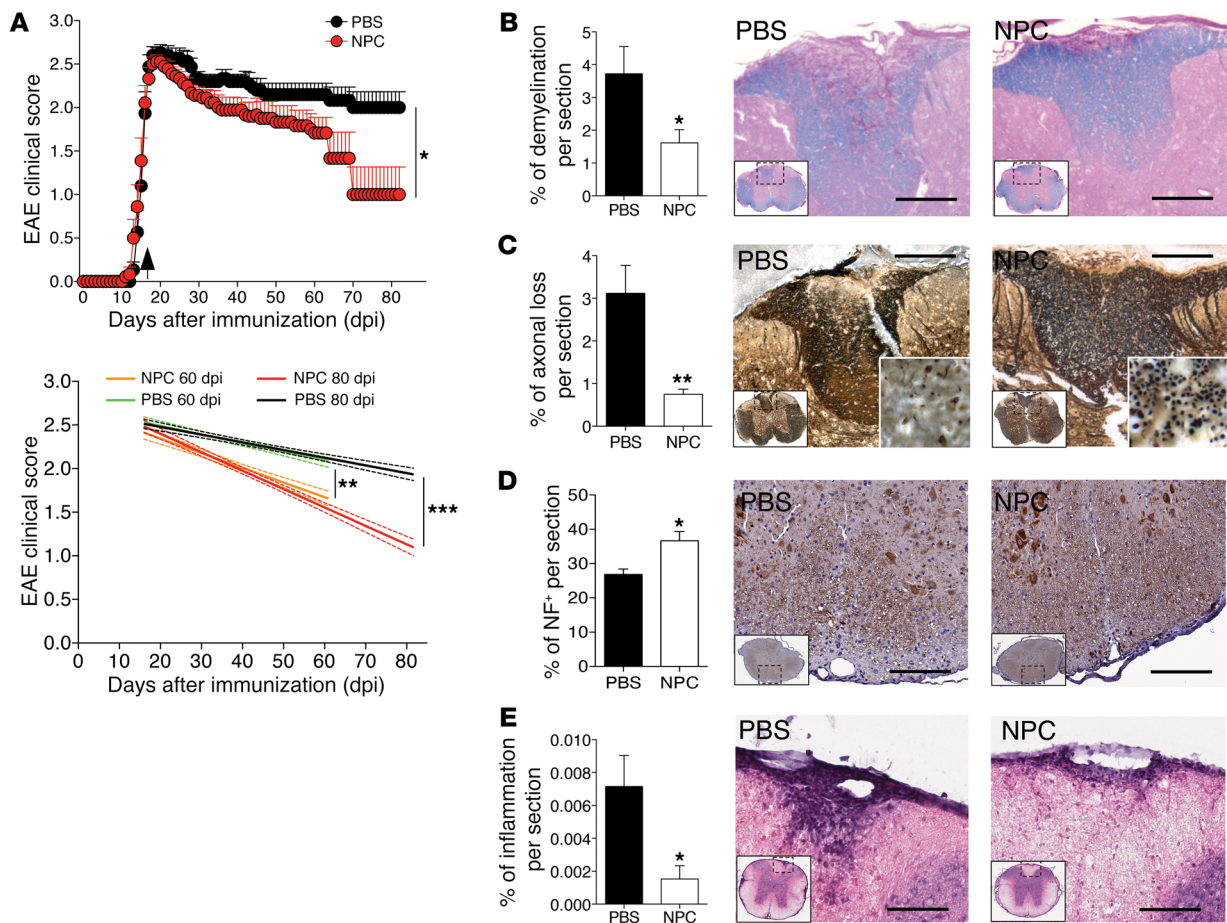 A
PBS
NPC
EAE clinical score
3.0
2.5
2.0
1.5
1.0
0.5
0.0
*
0 10 20 30 40 50 60 70 80
Days after immunization (dpi)
NPC 60 dpi
NPC 80 dpi
PBS 60 dpi
PBS 80 dpi
EAE clinical score
3.0
2.5
2.0
1.5
1.0
0.5
0.0
**
***
0 10 20 30 40 50 60 70 80
Days after immunization (dpi)
B
% of demyelination
per section
5
4
3
2
1
0
*
PBS NPC
PBS
NPC
C
% of axonal loss
per section
4
3
2
1
0
**
PBS NPC
PBS
NPC
D
% of NF⁺ per section
50
40
30
20
10
0
*
PBS NPC
PBS
NPC
E
% of inflammation
per section
0.010
0.008
0.006
0.004
0.002
0.000
*
PBS NPC
PBS
NPC